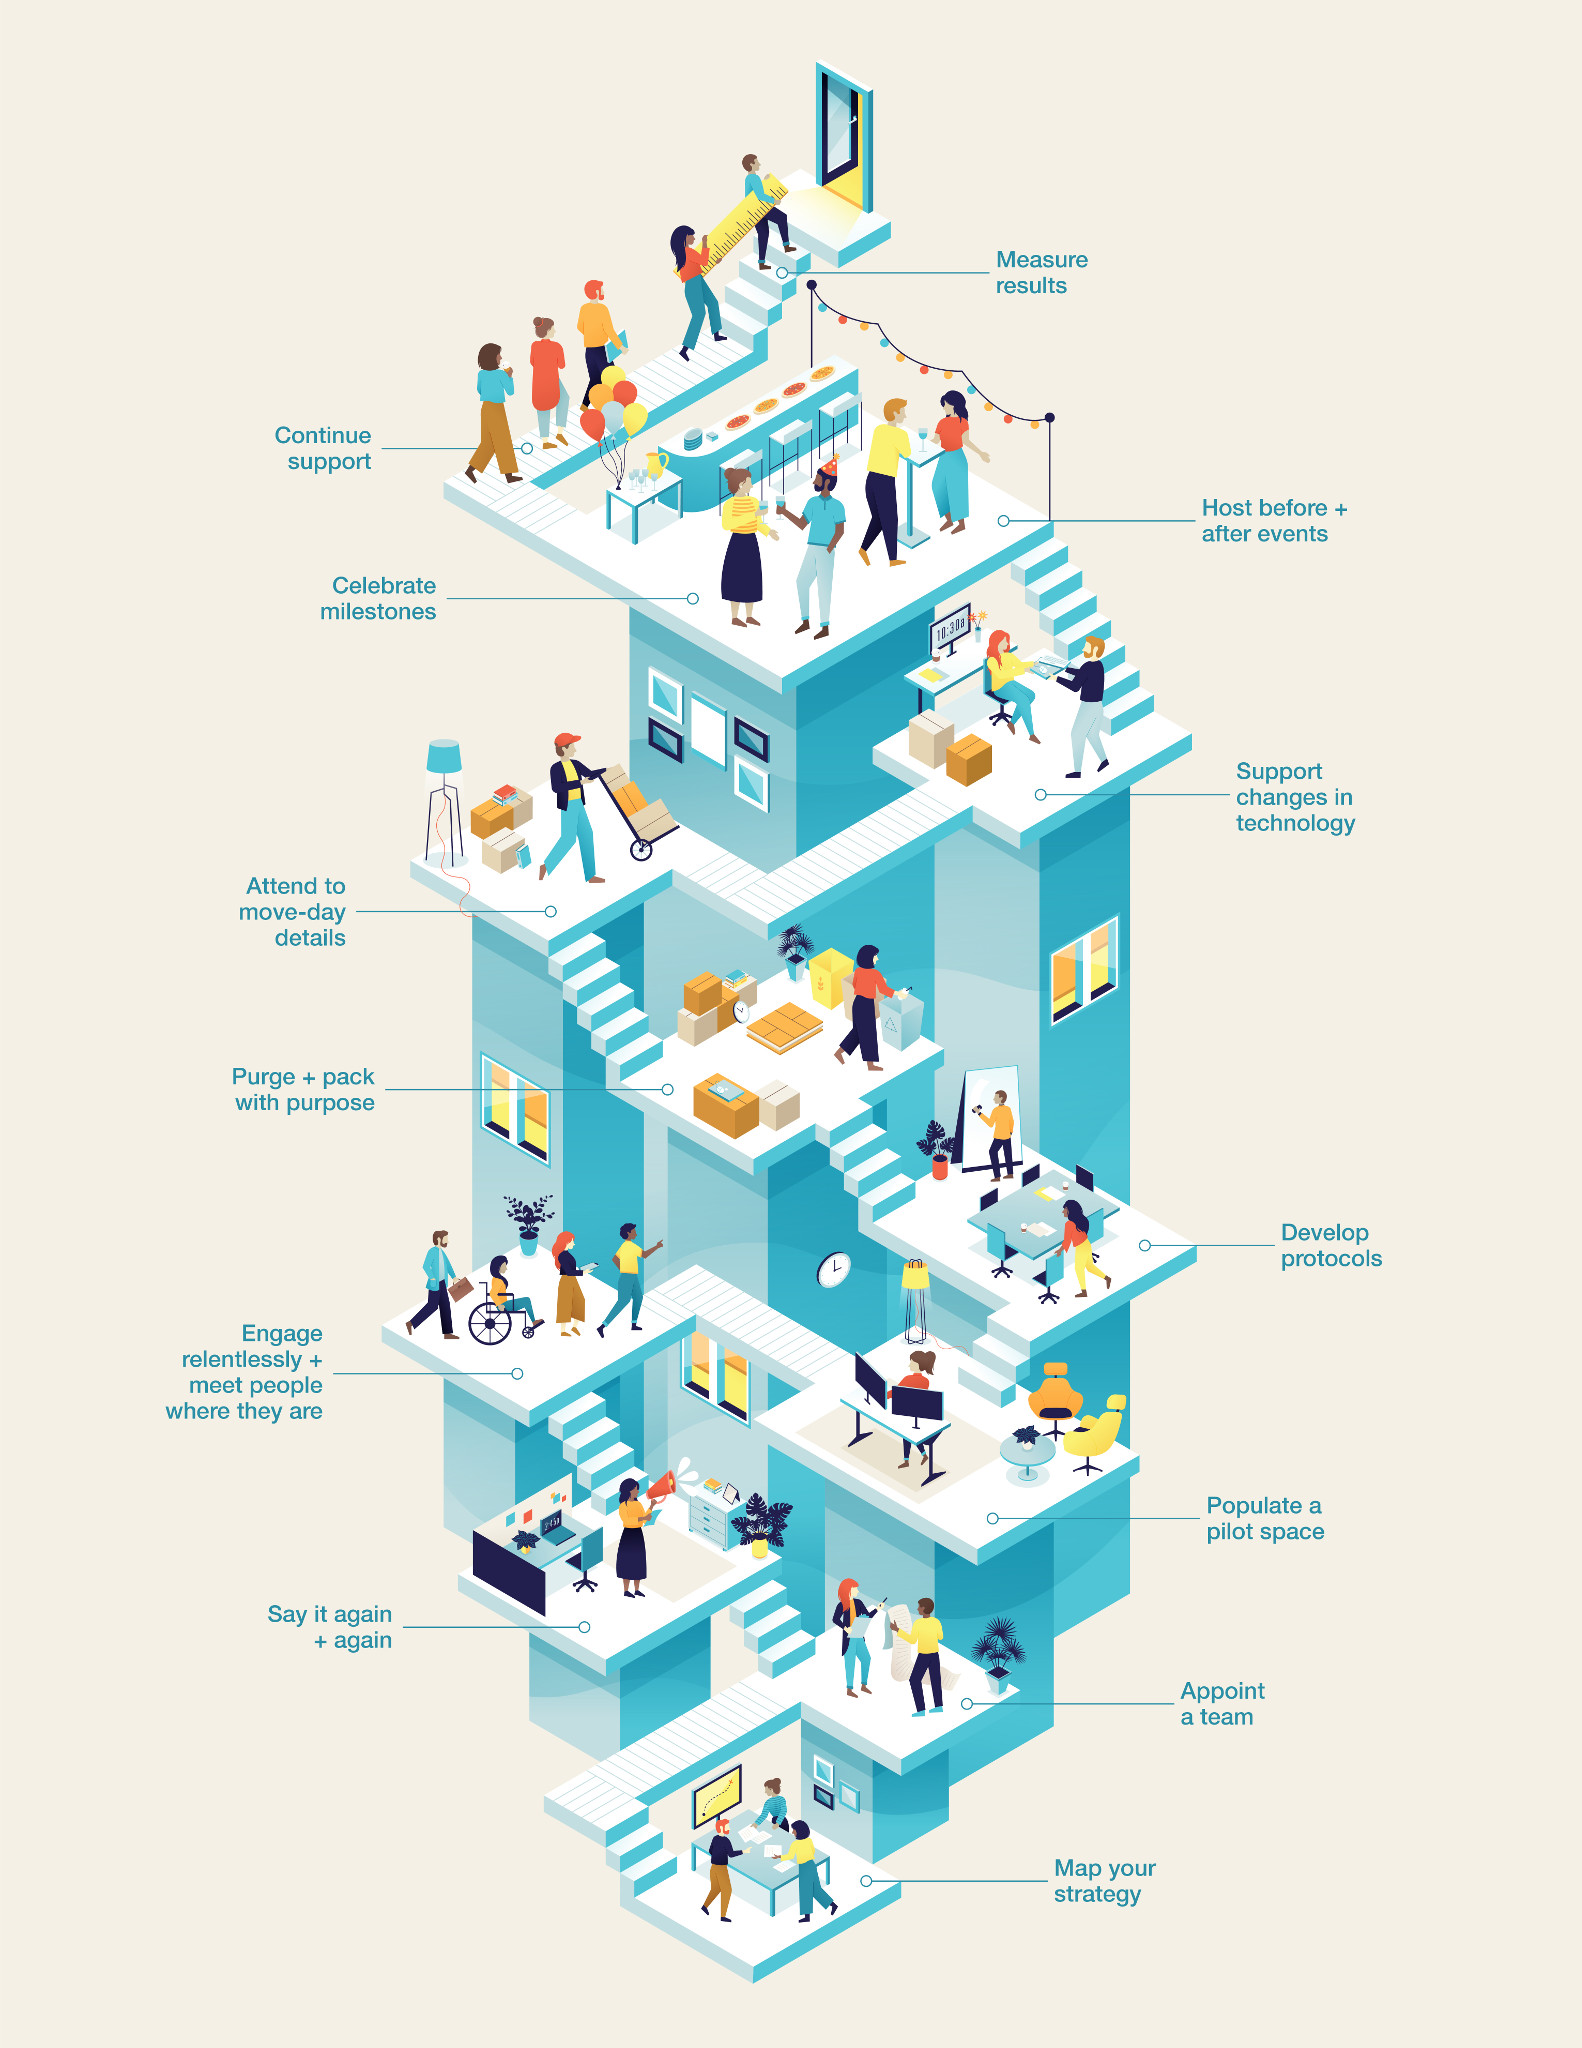 Measure
results
Continue
support
Host before +
after events
Celebrate
milestones
10:30a
Support
changes in
technology
Attend to
move-day
details
Purge + pack
with purpose
Develop
protocols
Engage
relentlessly +
meet people
where they are
Populate a
pilot space
Say it again
+ again
Appoint
a team
Map your
strategy